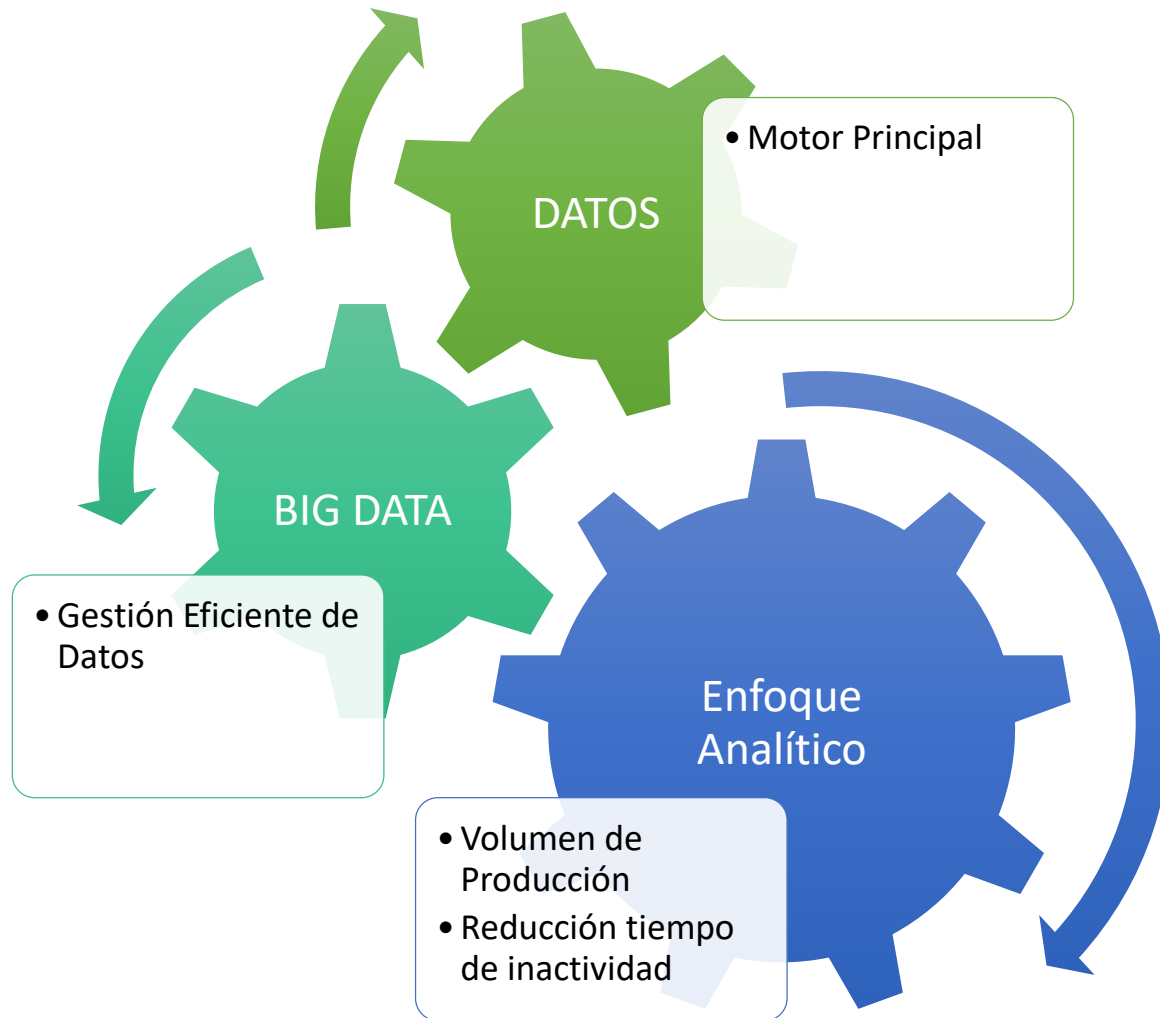 DATOS
• Motor Principal
BIG DATA
• Gestión Eficiente de
Datos
Enfoque
Analítico
• Volumen de
Producción
• Reducción tiempo
de inactividad